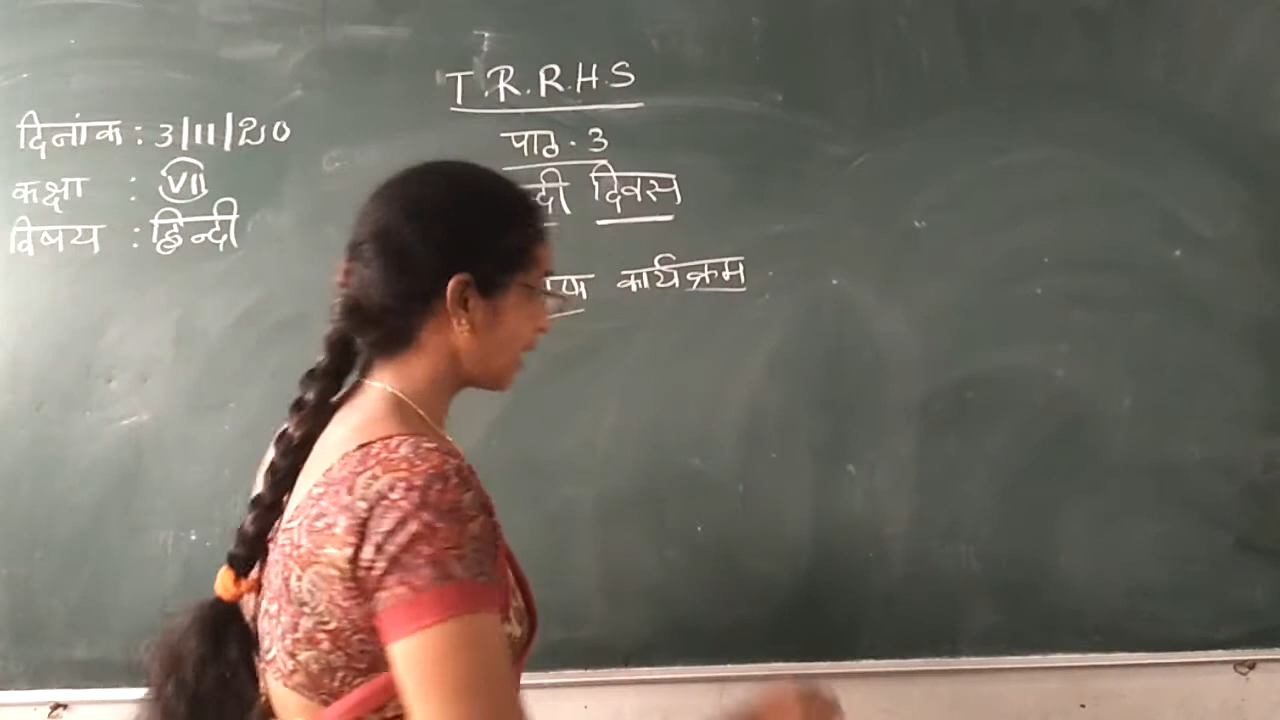 T.R.R.H.S
दिनांक : 3/11/20
पाठ. 3
कक्षा : VII
दिवस
विषय : हिन्दी
कार्यक्रम